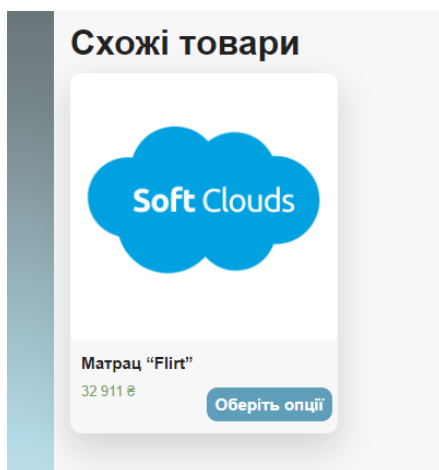 Схожі товари
Soft Clouds
Матрац “Flirt”
32 911 ₴
Оберіть опції